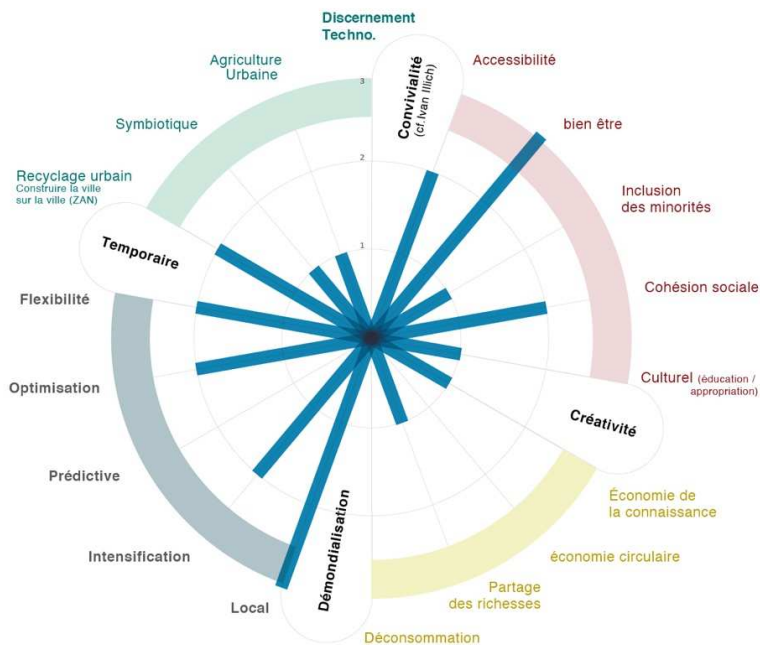 Discernement
Techno.
Convivialité
(cf.Ivan Illich)
Accessibilité
bien être
Inclusion
des minorités
Cohésion sociale
Culturel (éducation /
appropriation)
Créativité
Économie de
la connaissance
économie circulaire
Partage
des richesses
Déconsommation
Démondialisation
Local
Intensification
Prédictive
Optimisation
Flexibilité
Temporaire
Recyclage urbain
Construire la ville
sur la ville (ZAN)
Symbiotique
Agriculture
Urbaine
3
2
1